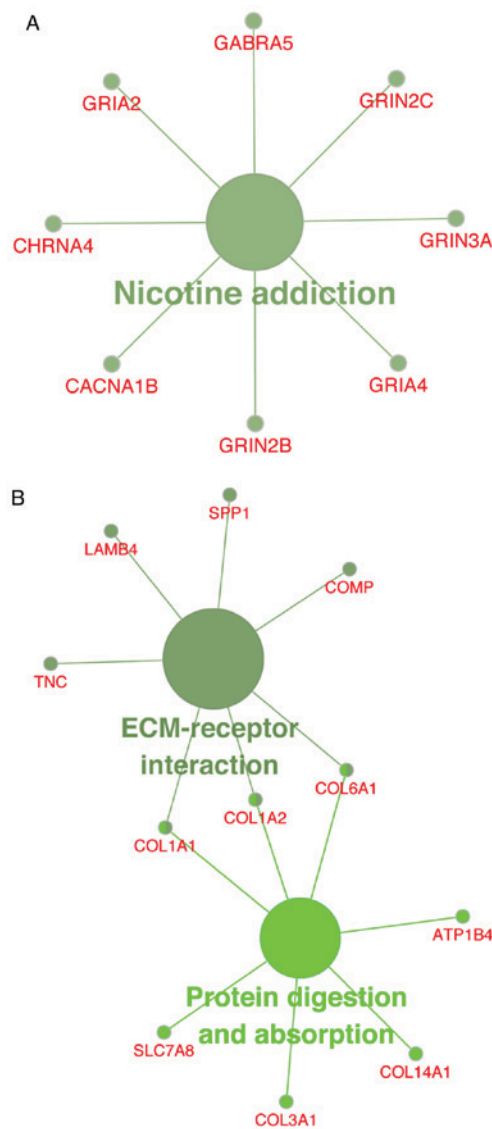 A
GABRA5
GRIA2
GRIN2C
CHRNA4
GRIN3A
Nicotine addiction
CACNA1B
GRIA4
GRIN2B
B
SPP1
LAMB4
COMP
TNC
ECM-receptor
interaction
COL6A1
COL1A2
COL1A1
ATP1B4
Protein digestion
and absorption
SLC7A8
COL14A1
COL3A1